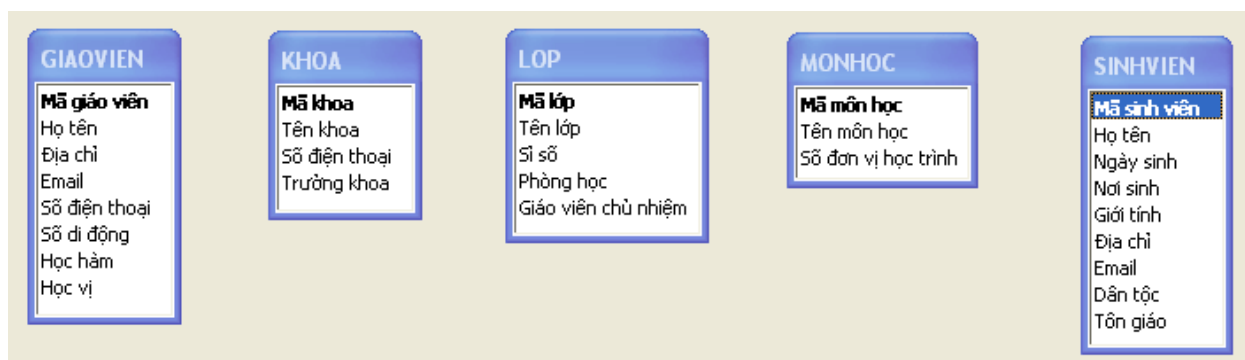 GIAOVIEN
Mã giáo viên
Họ tên
Địa chỉ
Email
Số điện thoại
Số di động
Học hàm
Học vị
KHOA
Mã khoa
Tên khoa
Số điện thoại
Trưởng khoa
LOP
Mã lớp
Tên lớp
Sỉ số
Phòng học
Giáo viên chủ nhiệm
MONHOC
Mã môn học
Tên môn học
Số đơn vị học trình
SINHVIEN
Mã sinh viên
Họ tên
Ngày sinh
Nơi sinh
Giới tính
Địa chỉ
Email
Dân tộc
Tôn giáo